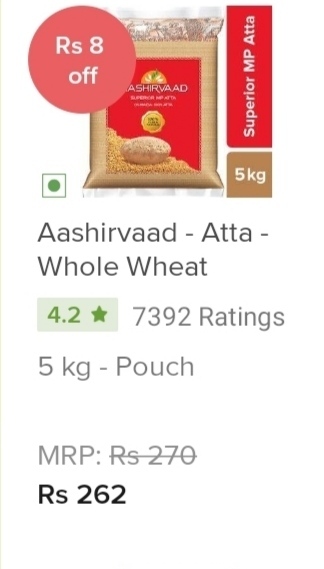 Rs 8
off
AASHIRVAAD
SUPERIOR MP ATTA
Superior MP Atta
5kg
Aashirvaad - Atta -
Whole Wheat
4.2 ★ 7392 Ratings
5 kg - Pouch
MRP: Rs 270
Rs 262